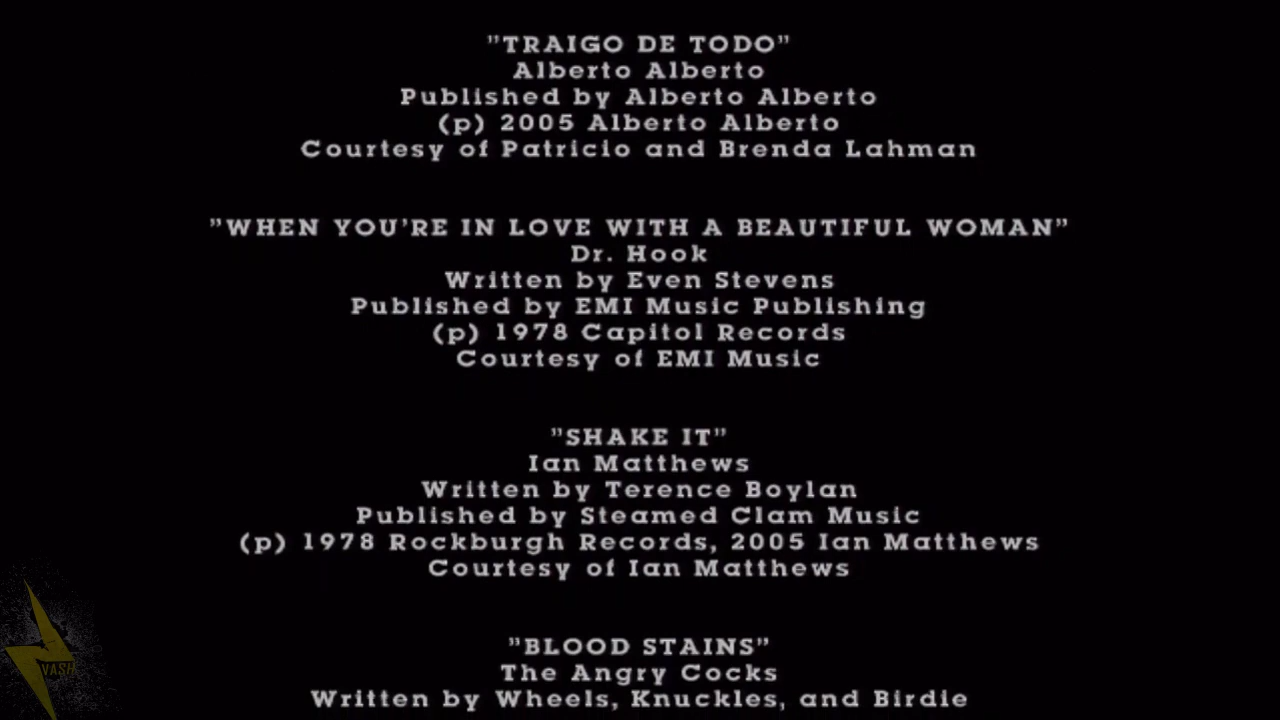 "TRAIGO DE TODO"
Alberto Alberto
Published by Alberto Alberto
(p) 2005 Alberto Alberto
Courtesy of Patricio and Brenda Lahman
"WHEN YOU'RE IN LOVE WITH A BEAUTIFUL WOMAN"
Dr. Hook
Written by Even Stevens
Published by EMI Music Publishing
(p) 1978 Capitol Records
Courtesy of EMI Music
"SHAKE IT"
Ian Matthews
Written by Terence Boylan
Published by Steamed Clam Music
(p) 1978 Rockburgh Records, 2005 Ian Matthews
Courtesy of Ian Matthews
"BLOOD STAINS"
The Angry Cocks
Written by Wheels, Knuckles, and Birdie
VASH